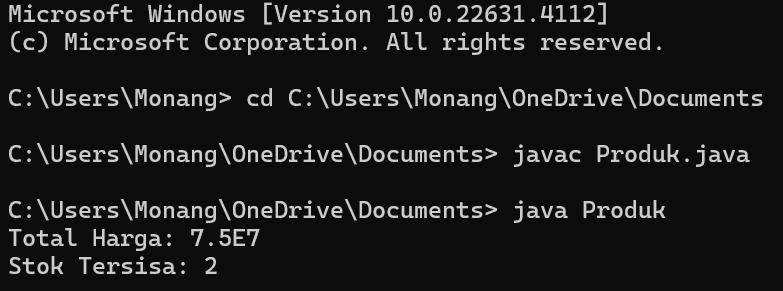 Microsoft Windows [Version 10.0.22631.4112]
(c) Microsoft Corporation. All rights reserved.
C:\Users\Monang> cd C:\Users\Monang\OneDrive\Documents
C:\Users\Monang\OneDrive\Documents> javac Produk.java
C:\Users\Monang\OneDrive\Documents> java Produk
Total Harga: 7.5E7
Stok Tersisa: 2